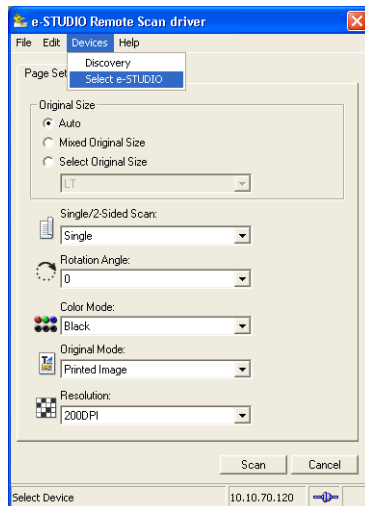 e-STUDIO Remote Scan driver
File Edit Devices Help
Discovery
Select e-STUDIO
Page Set
Original Size
Auto
Mixed Original Size
Select Original Size
LT
Single/2-Sided Scan:
Single
Rotation Angle:
0
Color Mode:
Black
Original Mode:
Printed Image
Resolution:
200DPI
Scan Cancel
Select Device 10.10.70.120